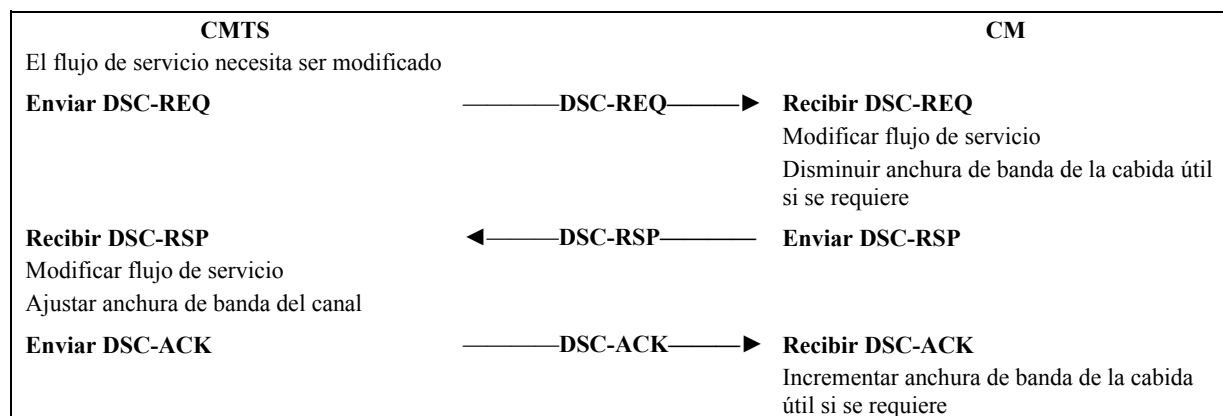 CMTS CM
El flujo de servicio necesita ser modificado
Enviar DSC-REQ DSC-REQ Recibir DSC-REQ
Modificar flujo de servicio
Disminuir anchura de banda de la cabida útil
si se requiere
Recibir DSC-RSP DSC-RSP Enviar DSC-RSP
Modificar flujo de servicio
Ajustar anchura de banda del canal
Enviar DSC-ACK DSC-ACK Recibir DSC-ACK
Incrementar anchura de banda de la cabida
útil si se requiere